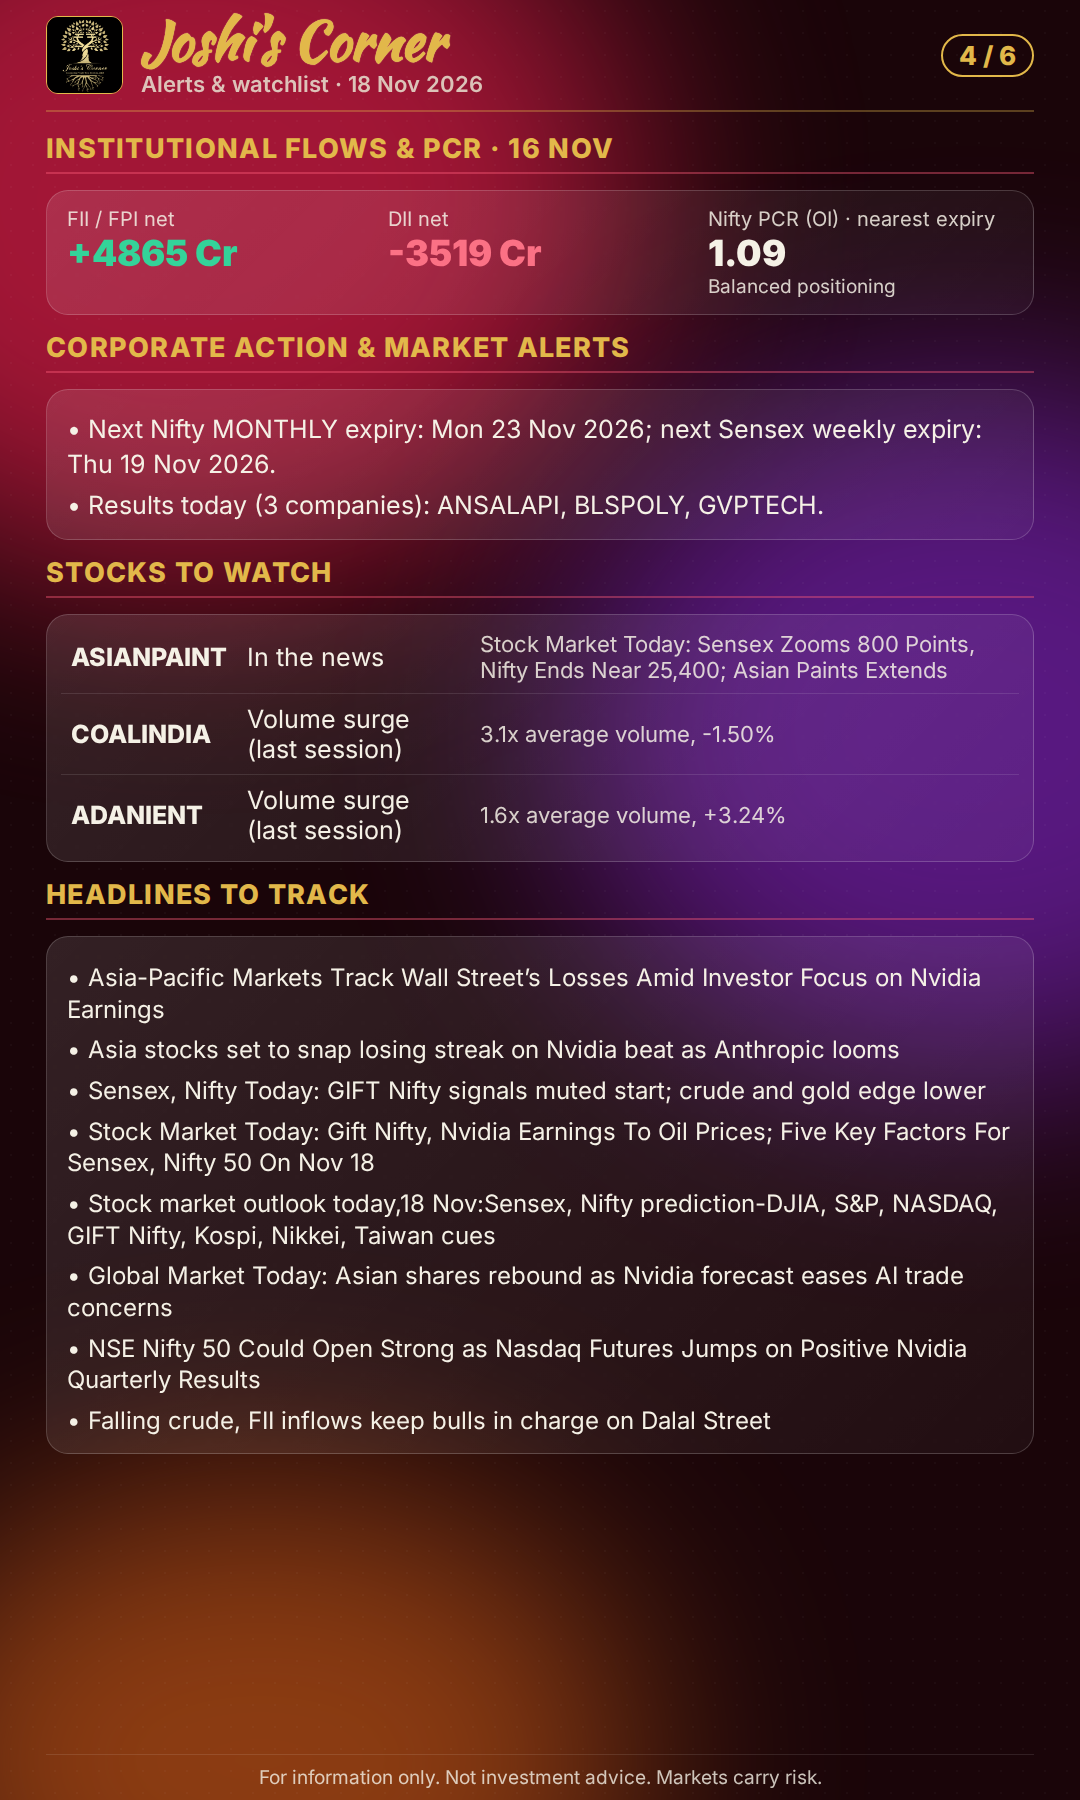 Joshi's Corner
Joshi's Corner
Alerts & watchlist · 18 Nov 2026
4 / 6
INSTITUTIONAL FLOWS & PCR · 16 NOV
FII / FPI net
+4865 Cr
DII net
-3519 Cr
Nifty PCR (OI) · nearest expiry
1.09
Balanced positioning
CORPORATE ACTION & MARKET ALERTS
• Next Nifty MONTHLY expiry: Mon 23 Nov 2026; next Sensex weekly expiry:
Thu 19 Nov 2026.
• Results today (3 companies): ANSALAPI, BLSPOLY, GVPTECH.
STOCKS TO WATCH
ASIANPAINT
In the news
Stock Market Today: Sensex Zooms 800 Points,
Nifty Ends Near 25,400; Asian Paints Extends
COALINDIA
Volume surge
(last session)
3.1x average volume, -1.50%
ADANIENT
Volume surge
(last session)
1.6x average volume, +3.24%
HEADLINES TO TRACK
• Asia-Pacific Markets Track Wall Street’s Losses Amid Investor Focus on Nvidia
Earnings
• Asia stocks set to snap losing streak on Nvidia beat as Anthropic looms
• Sensex, Nifty Today: GIFT Nifty signals muted start; crude and gold edge lower
• Stock Market Today: Gift Nifty, Nvidia Earnings To Oil Prices; Five Key Factors For
Sensex, Nifty 50 On Nov 18
• Stock market outlook today,18 Nov:Sensex, Nifty prediction-DJIA, S&P, NASDAQ,
GIFT Nifty, Kospi, Nikkei, Taiwan cues
• Global Market Today: Asian shares rebound as Nvidia forecast eases AI trade
concerns
• NSE Nifty 50 Could Open Strong as Nasdaq Futures Jumps on Positive Nvidia
Quarterly Results
• Falling crude, FII inflows keep bulls in charge on Dalal Street
For information only. Not investment advice. Markets carry risk.